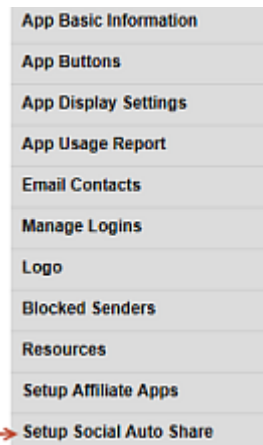 App Basic Information
App Buttons
App Display Settings
App Usage Report
Email Contacts
Manage Logins
Logo
Blocked Senders
Resources
Setup Affiliate Apps
Setup Social Auto Share